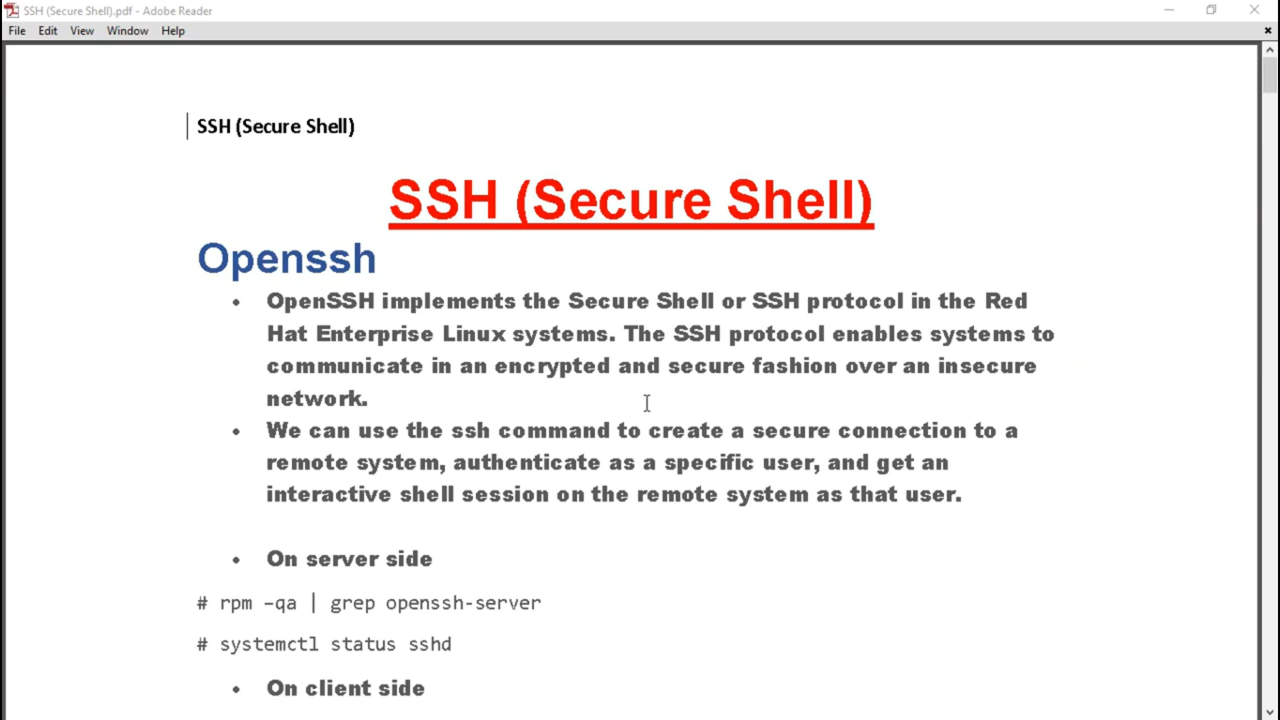 SSH (Secure Shell).pdf - Adobe Reader
File Edit View Window Help
SSH (Secure Shell)
SSH (Secure Shell)
Openssh
• OpenSSH implements the Secure Shell or SSH protocol in the Red
Hat Enterprise Linux systems. The SSH protocol enables systems to
communicate in an encrypted and secure fashion over an insecure
network.
• We can use the ssh command to create a secure connection to a
remote system, authenticate as a specific user, and get an
interactive shell session on the remote system as that user.
• On server side
# rpm –qa | grep openssh-server
# systemctl status sshd
• On client side